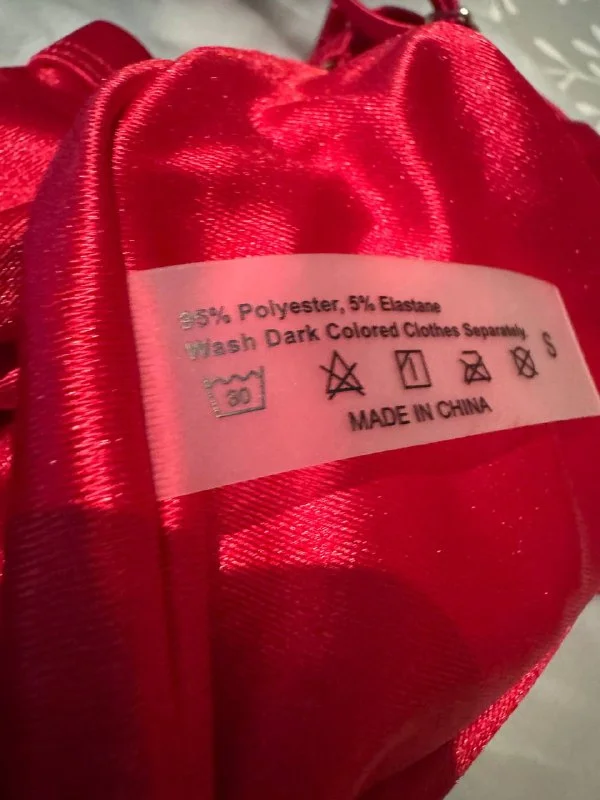 95% Polyester, 5% Elastane
Wash Dark Colored Clothes Separately
30 S
MADE IN CHINA